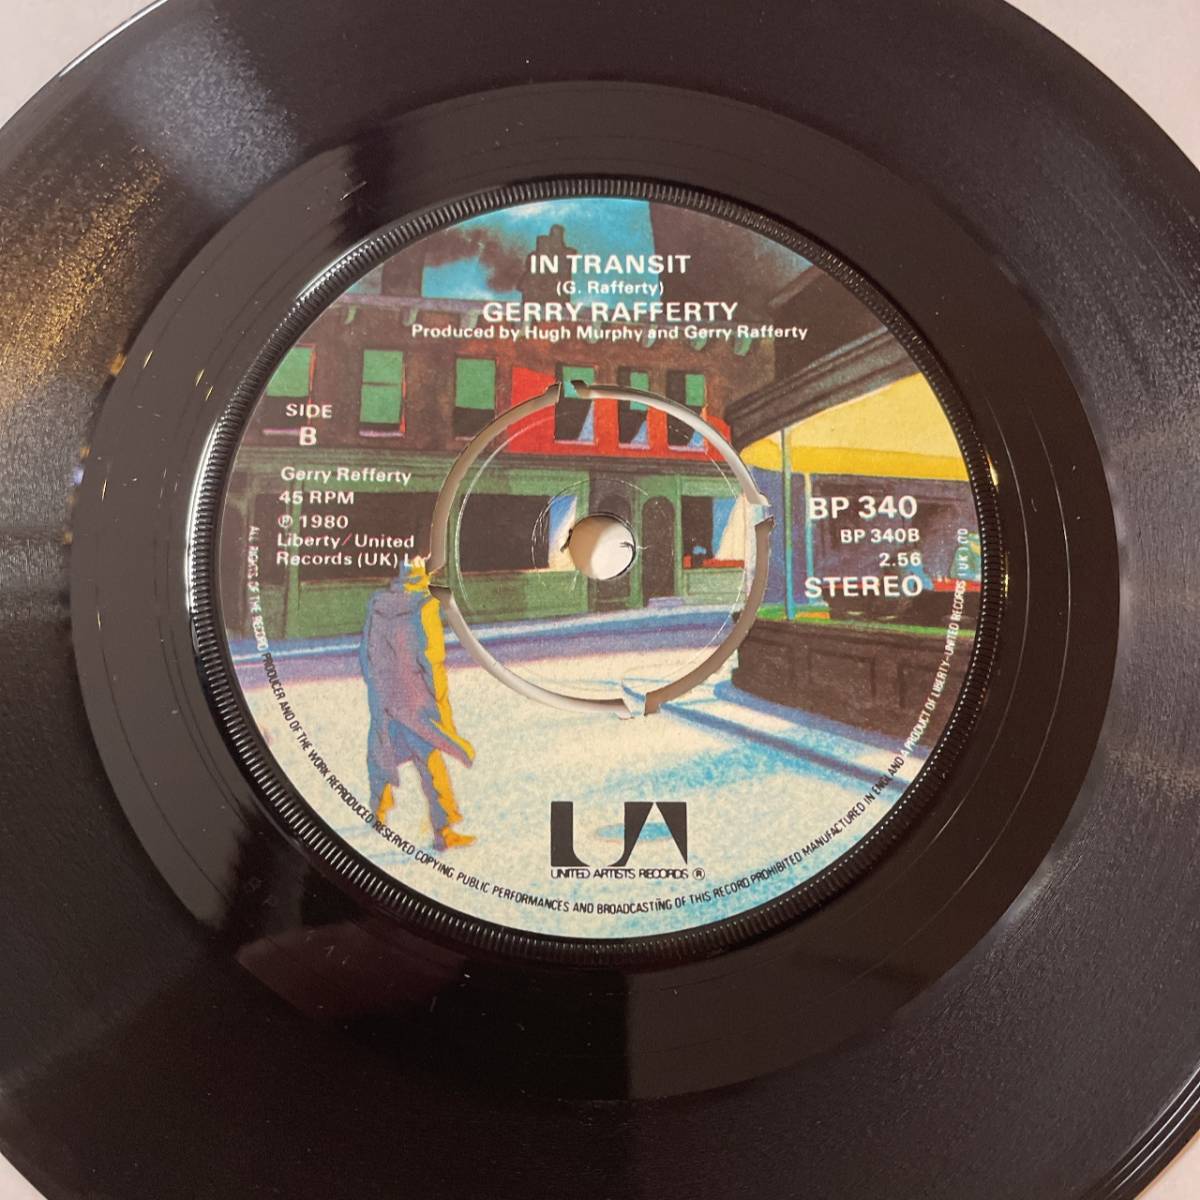 IN TRANSIT
(G. Rafferty)
GERRY RAFFERTY
Produced by Hugh Murphy and Gerry Rafferty
SIDE
B
Gerry Refferty
45 RPM
℗ 1980
Liberty/United
Records (UK) Lt
BP 340
BP 340B
2.56
STEREO
UA
UNITED ARTISTS RECORDS ®
ALL RIGHTS OF THE RECORD PRODUCER AND OF THE WORK REPRODUCED RESERVED COPYING PUBLIC PERFORMANCES AND BROADCASTING OF THIS RECORD PROHIBITED MANUFACTURED IN ENGLAND A PRODUCT OF LIBERTY-UNITED RECORDS (UK) LTD